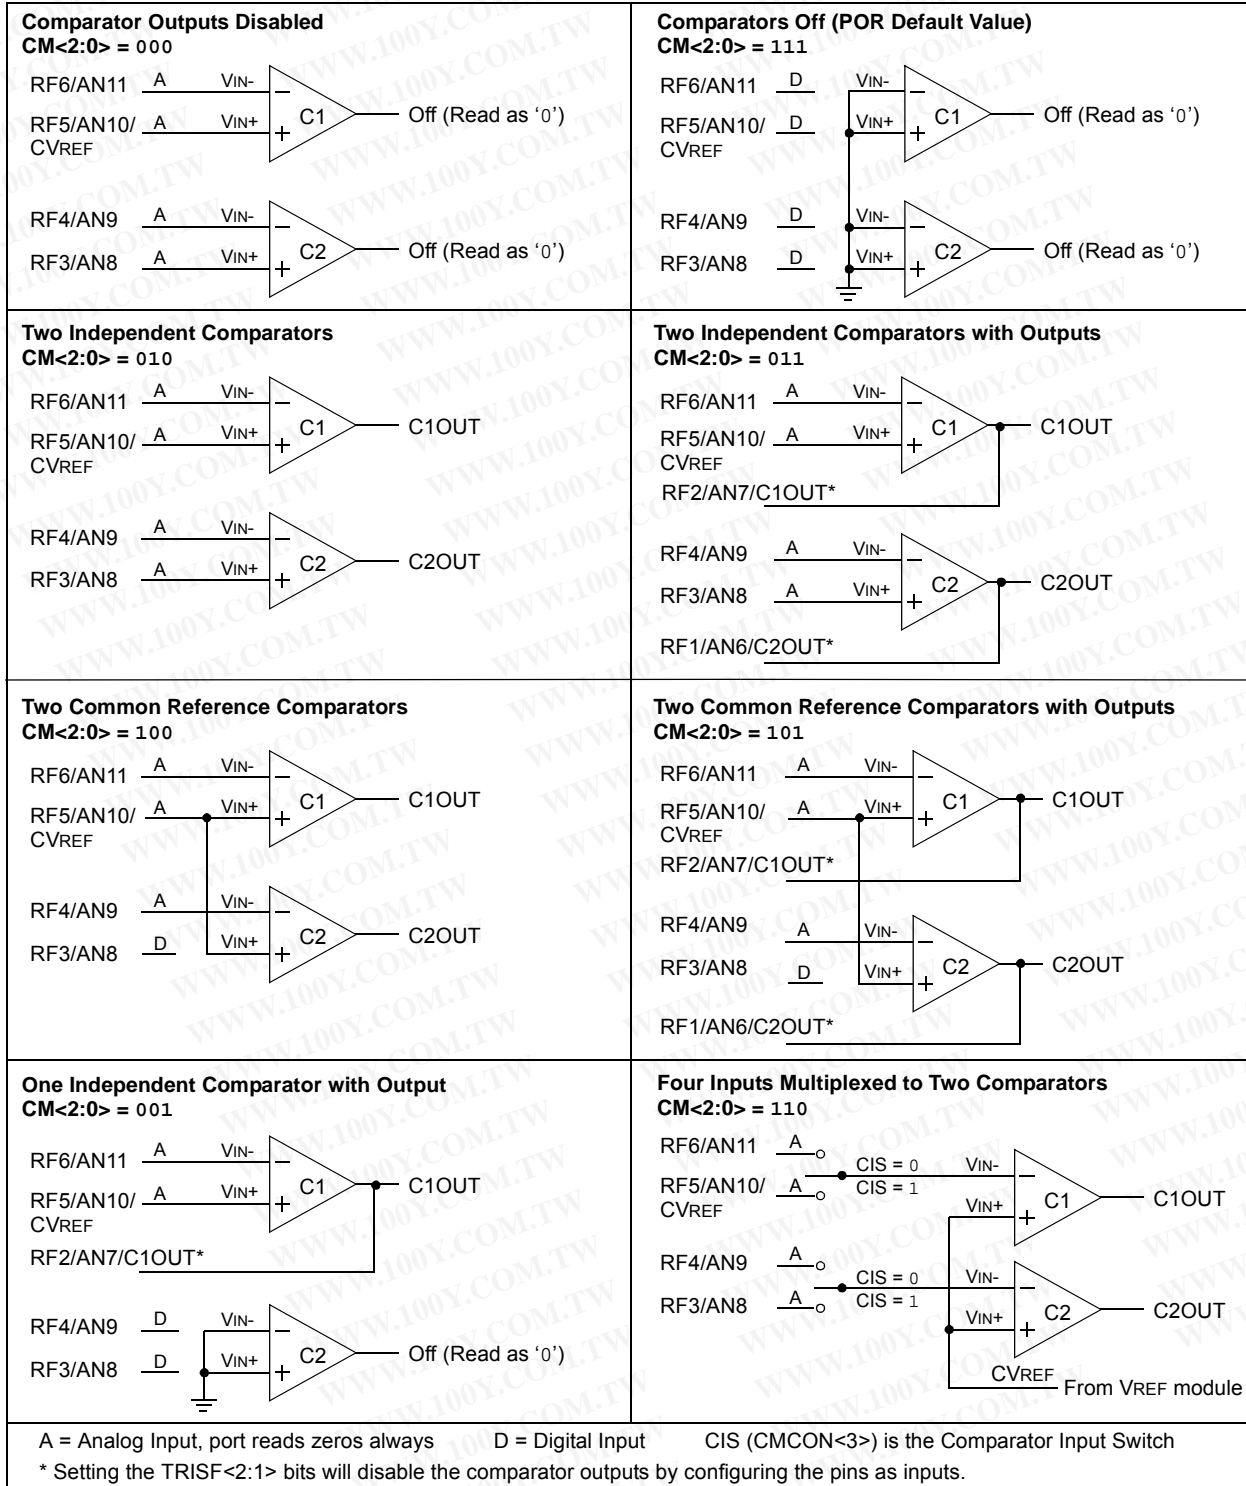 Comparator Outputs Disabled
CM<2:0> = 000
RF6/AN11 A VIN-
C1 Off (Read as ‘0’)
RF5/AN10/ A VIN+
CVREF
RF4/AN9 A VIN-
C2 Off (Read as ‘0’)
RF3/AN8 A VIN+
Comparators Off (POR Default Value)
CM<2:0> = 111
RF6/AN11 D VIN-
C1 Off (Read as ‘0’)
RF5/AN10/ D VIN+
CVREF
RF4/AN9 D VIN-
C2 Off (Read as ‘0’)
RF3/AN8 D VIN+
Two Independent Comparators
CM<2:0> = 010
RF6/AN11 A VIN-
C1 C1OUT
RF5/AN10/ A VIN+
CVREF
RF4/AN9 A VIN-
C2 C2OUT
RF3/AN8 A VIN+
Two Independent Comparators with Outputs
CM<2:0> = 011
RF6/AN11 A VIN-
C1 C1OUT
RF5/AN10/ A VIN+
CVREF
RF2/AN7/C1OUT*
RF4/AN9 A VIN-
C2 C2OUT
RF3/AN8 A VIN+
RF1/AN6/C2OUT*
Two Common Reference Comparators
CM<2:0> = 100
RF6/AN11 A VIN-
C1 C1OUT
RF5/AN10/ A VIN+
CVREF
RF4/AN9 A VIN-
C2 C2OUT
RF3/AN8 D VIN+
Two Common Reference Comparators with Outputs
CM<2:0> = 101
RF6/AN11 A VIN-
C1 C1OUT
RF5/AN10/ A VIN+
CVREF
RF2/AN7/C1OUT*
RF4/AN9 A VIN-
C2 C2OUT
RF3/AN8 D VIN+
RF1/AN6/C2OUT*
One Independent Comparator with Output
CM<2:0> = 001
RF6/AN11 A VIN-
C1 C1OUT
RF5/AN10/ A VIN+
CVREF
RF2/AN7/C1OUT*
RF4/AN9 D VIN-
C2 Off (Read as ‘0’)
RF3/AN8 D VIN+
Four Inputs Multiplexed to Two Comparators
CM<2:0> = 110
RF6/AN11 A
CIS = 0 VIN-
RF5/AN10/ A CIS = 1
CVREF
VIN+ C1 C1OUT
RF4/AN9 A
CIS = 0 VIN-
RF3/AN8 A CIS = 1
VIN+ C2 C2OUT
CVREF
From VREF module
A = Analog Input, port reads zeros always D = Digital Input CIS (CMCON<3>) is the Comparator Input Switch
* Setting the TRISF<2:1> bits will disable the comparator outputs by configuring the pins as inputs.
WWW.100Y.COM.TW